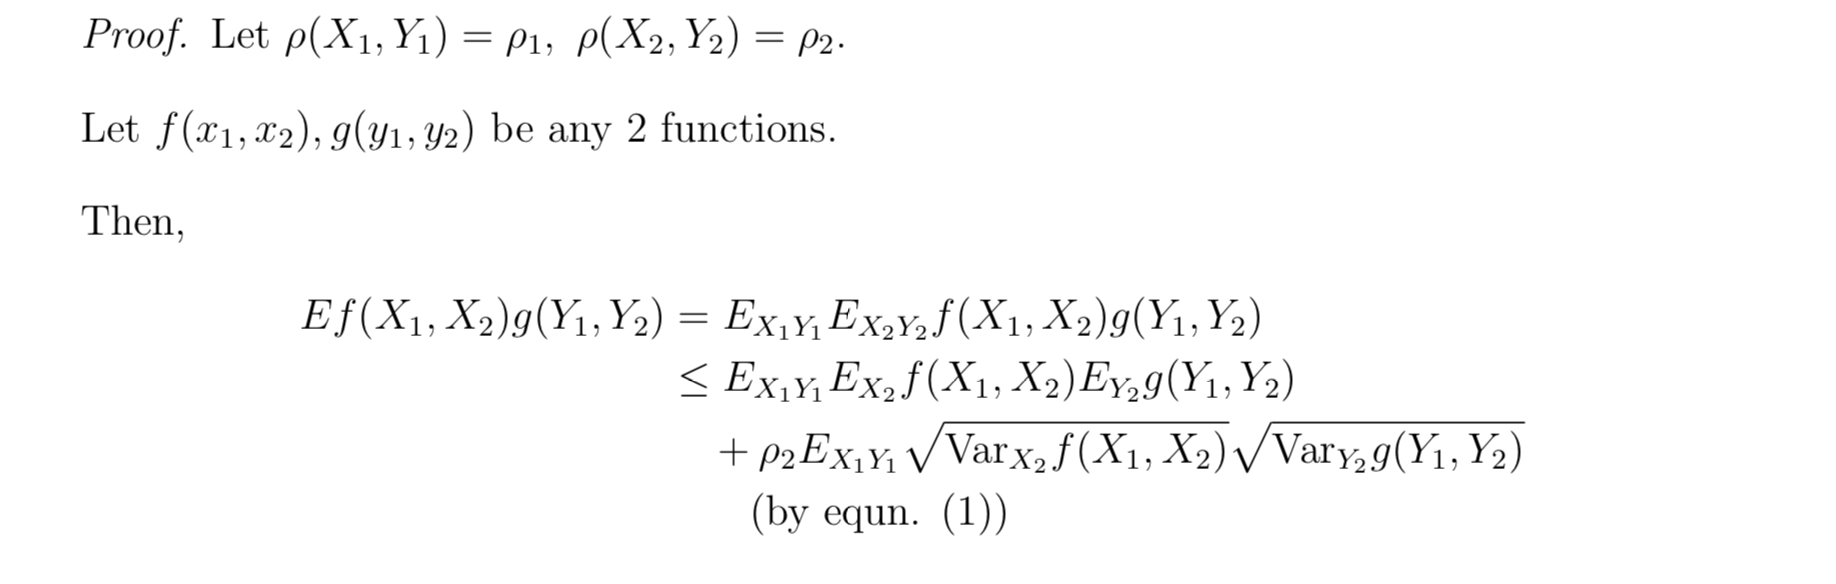 Proof. Let ρ(X₁, Y₁) = ρ₁, ρ(X₂, Y₂) = ρ₂.
Let f(x₁, x₂), g(y₁, y₂) be any 2 functions.
Then,
Ef(X₁, X₂)g(Y₁, Y₂) = E_{X₁Y₁}E_{X₂Y₂}f(X₁, X₂)g(Y₁, Y₂)
≤ E_{X₁Y₁}E_{X₂}f(X₁, X₂)E_{Y₂}g(Y₁, Y₂)
+ ρ₂E_{X₁Y₁}√(Var_{X₂}f(X₁, X₂))√(Var_{Y₂}g(Y₁, Y₂))
(by equn. (1))